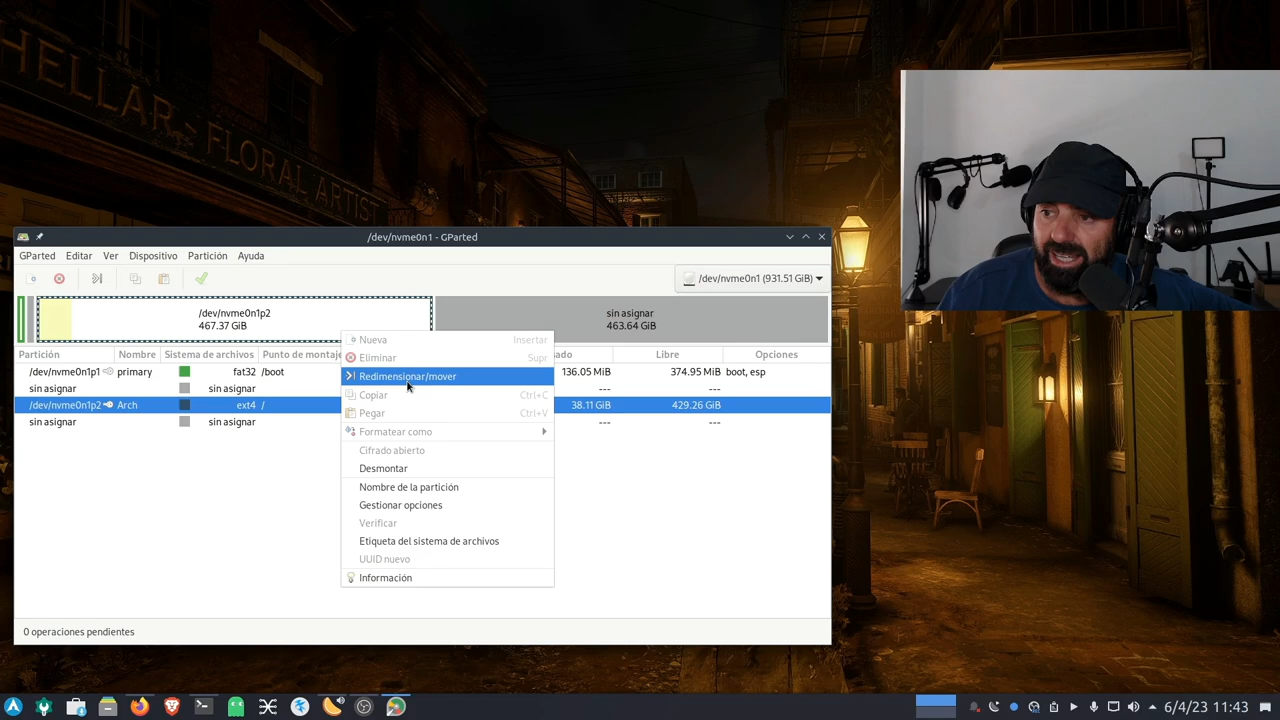 HELLAR - FLORAL ARTIST
/dev/nvme0n1 - GParted
GParted Editar Ver Dispositivo Partición Ayuda
/dev/nvme0n1 (931.51 GiB)
/dev/nvme0n1p2
467.37 GiB
sin asignar
463.64 GiB
Partición Nombre Sistema de archivos Punto de montaje Libre Opciones
/dev/nvme0n1p1 primary fat32 /boot 136.05 MiB 374.95 MiB boot, esp
sin asignar sin asignar --- ---
/dev/nvme0n1p2 Arch ext4 / 38.11 GiB 429.26 GiB
sin asignar sin asignar --- ---
Nueva Insertar
Eliminar Supr
Redimensionar/mover
Copiar Ctrl+C
Pegar Ctrl+V
Formatear como
Cifrado abierto
Desmontar
Nombre de la partición
Gestionar opciones
Verificar
Etiqueta del sistema de archivos
UUID nuevo
Información
0 operaciones pendientes
6/4/23 11:43